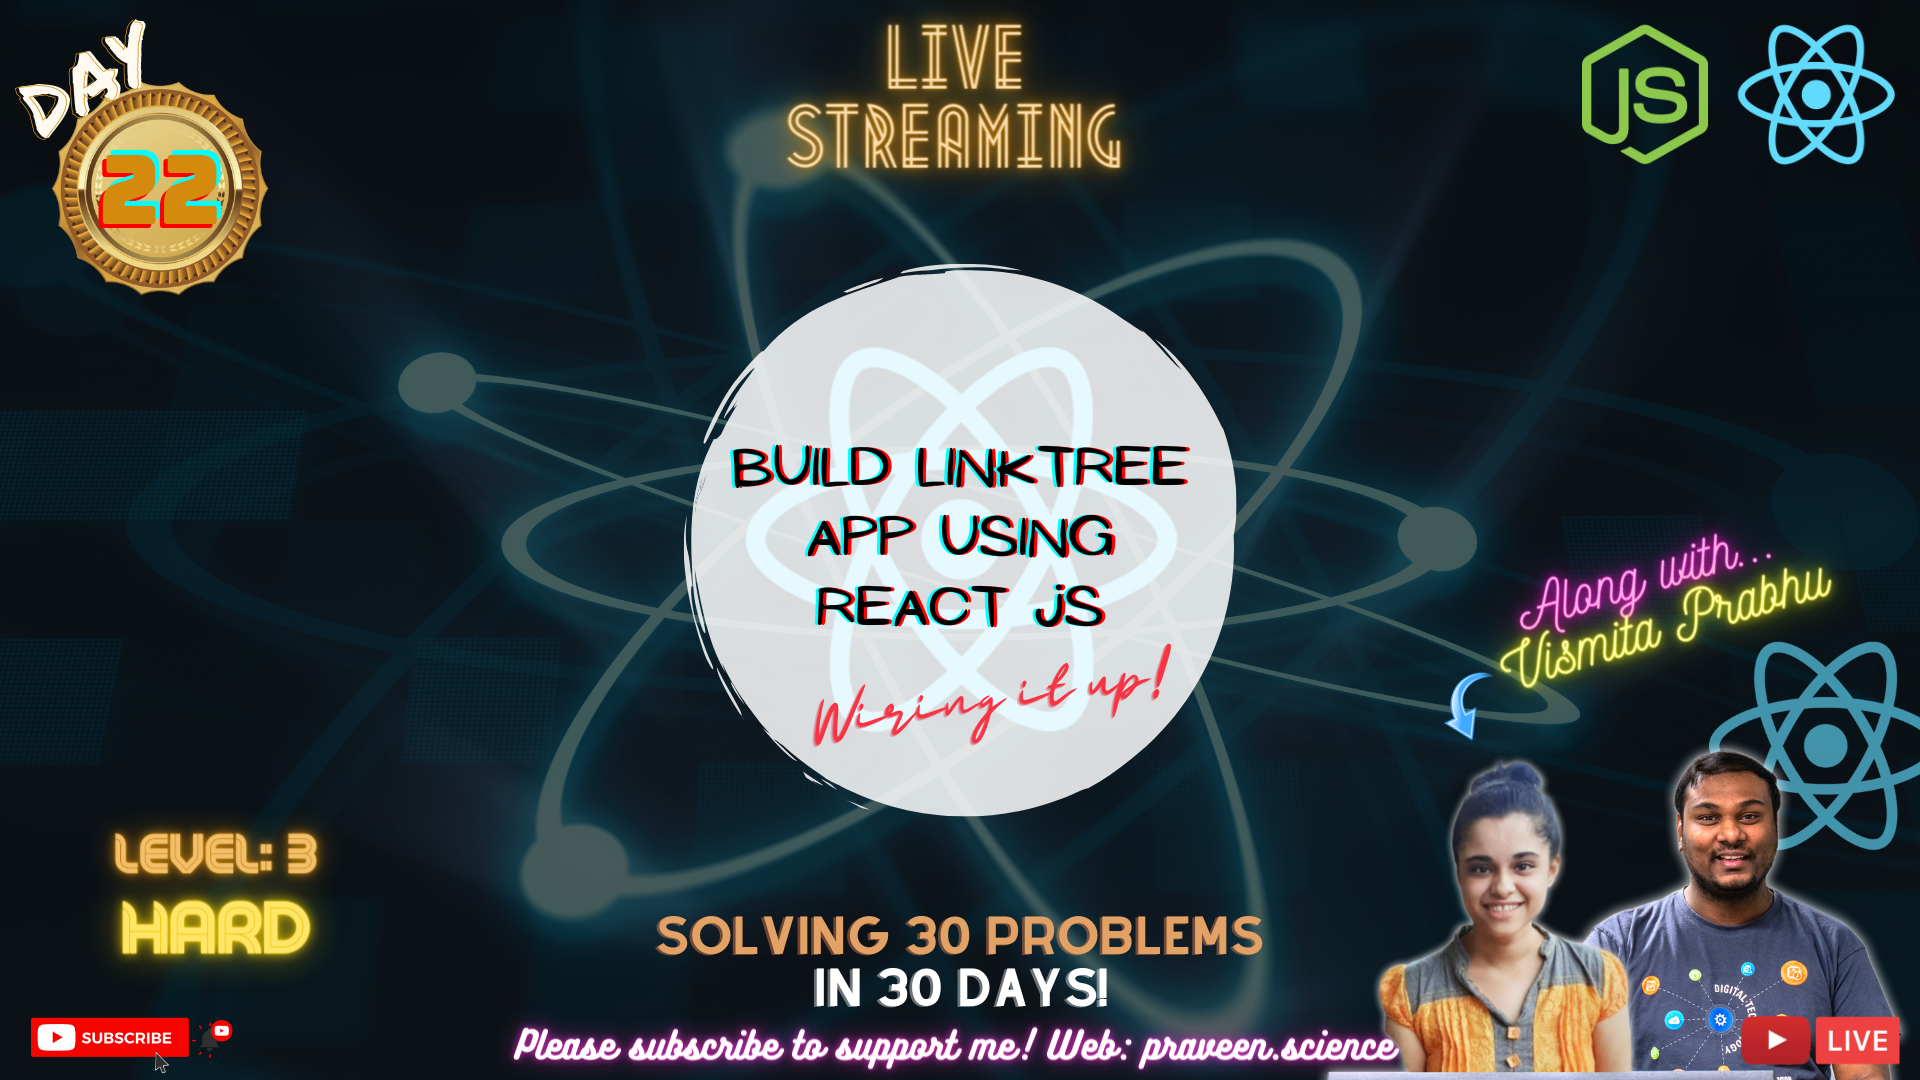 DAY
22
LIVE
STREAMING
JS
BUILD LINKTREE
APP USING
REACT JS
Wiring it up!
Along with...
Vismita Prabhu
LEVEL: 3
HARD
SOLVING 30 PROBLEMS
IN 30 DAYS!
Please subscribe to support me! Web: praveen.science
SUBSCRIBE
DIGITAL
LIVE